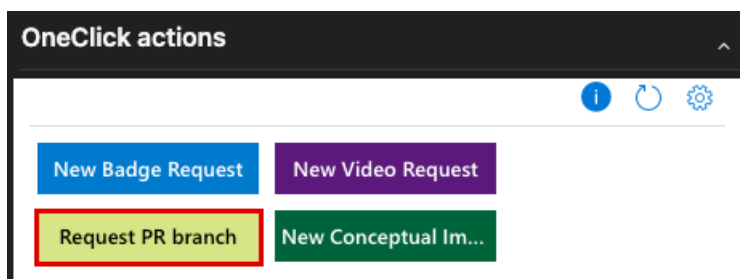 OneClick actions
New Badge Request
New Video Request
Request PR branch
New Conceptual Im...